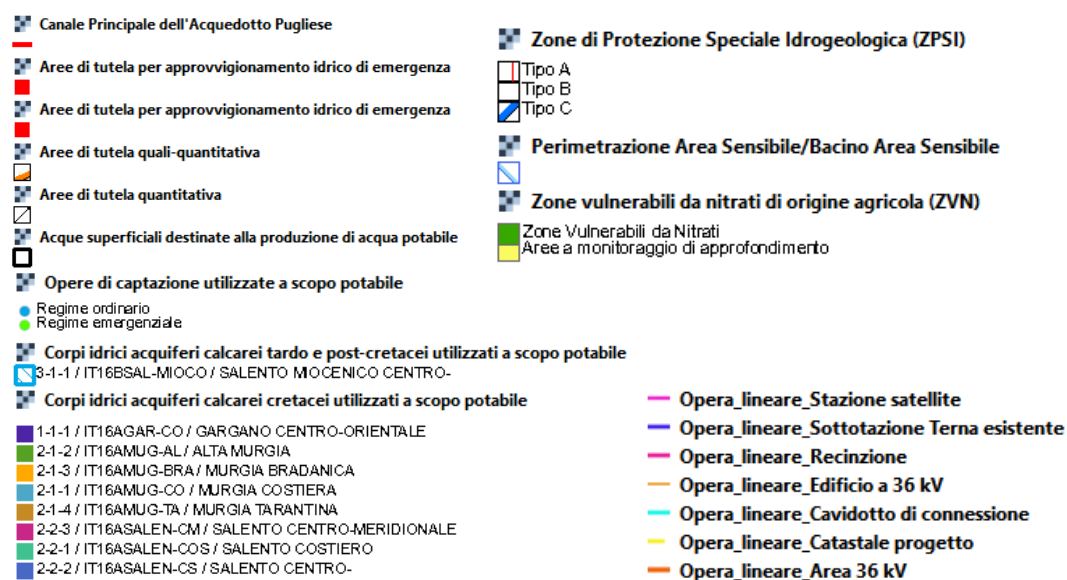 Canale Principale dell'Acquedotto Pugliese
Aree di tutela per approvvigionamento idrico di emergenza
Aree di tutela per approvvigionamento idrico di emergenza
Aree di tutela quali-quantitativa
Aree di tutela quantitativa
Acque superficiali destinate alla produzione di acqua potabile
Opere di captazione utilizzate a scopo potabile
Regime ordinario
Regime emergenziale
Corpi idrici acquiferi calcarei tardo e post-cretacei utilizzati a scopo potabile
3-1-1 / IT16BSAL-MIOCO / SALENTO MIOCENICO CENTRO-
Corpi idrici acquiferi calcarei cretacei utilizzati a scopo potabile
1-1-1 / IT16AGAR-CO / GARGANO CENTRO-ORIENTALE
2-1-2 / IT16AMUG-AL / ALTA MURGIA
2-1-3 / IT16AMUG-BRA / MURGIA BRADANICA
2-1-1 / IT16AMUG-CO / MURGIA COSTIERA
2-1-4 / IT16AMUG-TA / MURGIA TARANTINA
2-2-3 / IT16ASALEN-CM / SALENTO CENTRO-MERIDIONALE
2-2-1 / IT16ASALEN-COS / SALENTO COSTIERO
2-2-2 / IT16ASALEN-CS / SALENTO CENTRO-
Zone di Protezione Speciale Idrogeologica (ZPSI)
Tipo A
Tipo B
Tipo C
Perimetrazione Area Sensibile/Bacino Area Sensibile
Zone vulnerabili da nitrati di origine agricola (ZVN)
Zone Vulnerabili da Nitrati
Aree a monitoraggio di approfondimento
Opera_lineare_Stazione satellite
Opera_lineare_Sottotazione Terna esistente
Opera_lineare_Recinzione
Opera_lineare_Edificio a 36 kV
Opera_lineare_Cavidotto di connessione
Opera_lineare_Catastale progetto
Opera_lineare_Area 36 kV